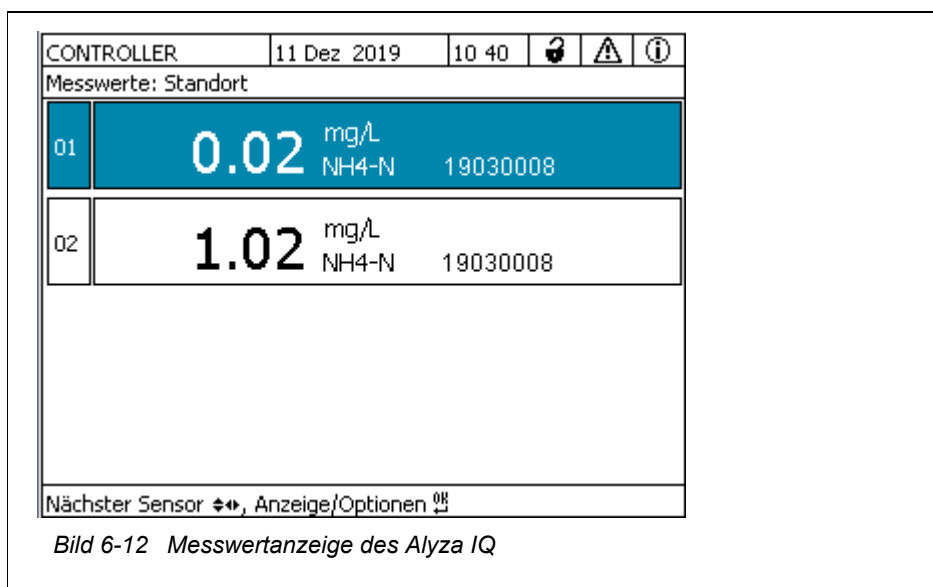 CONTROLLER 11 Dez 2019 10 40
Messwerte: Standort
01 0.02 mg/L NH4-N 19030008
02 1.02 mg/L NH4-N 19030008
Nächster Sensor, Anzeige/Optionen OK
Bild 6-12 Messwertanzeige des Alyza IQ